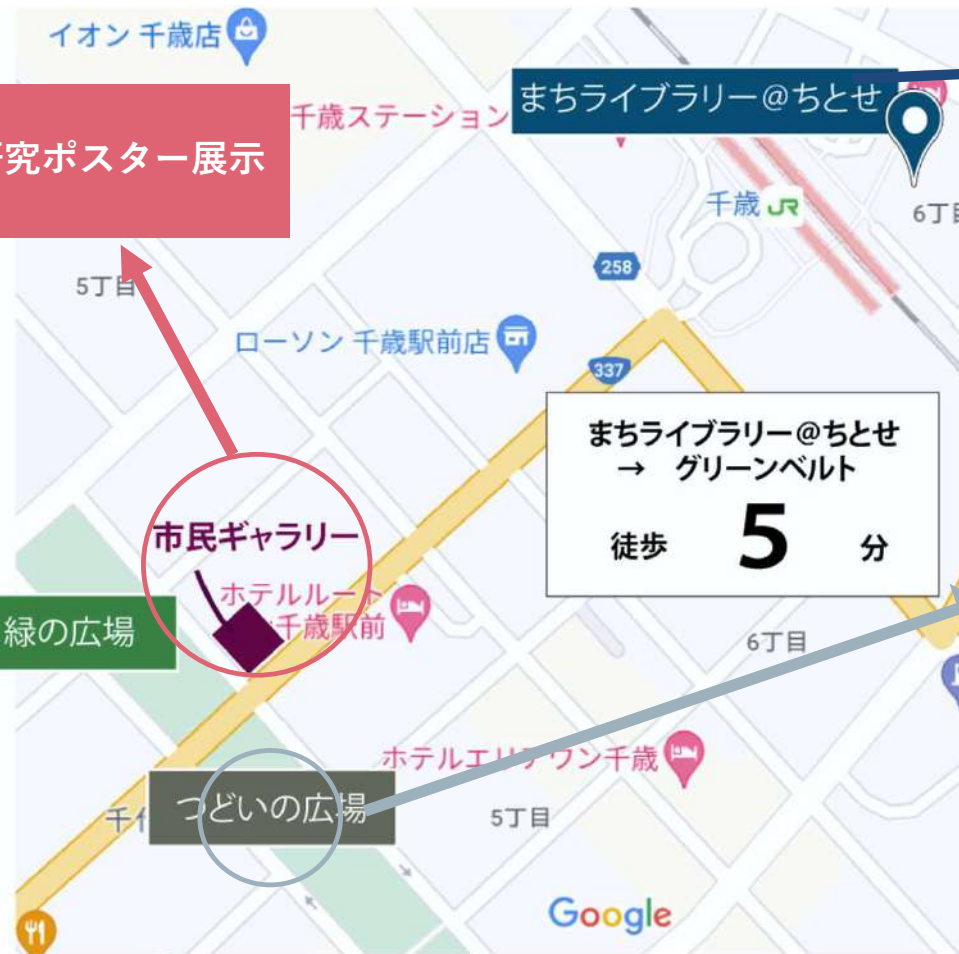 イオン 千歳店
まちライブラリー@ちとせ
千歳ステーション
究ポスター展示
千歳 JR
6丁目
5丁目
258
ローソン 千歳駅前店
337
まちライブラリー@ちとせ
→ グリーンベルト
徒歩 5 分
市民ギャラリー
ホテルルート
千歳駅前
緑の広場
6丁目
ホテルエリアワン千歳
つどいの広場
千代
5丁目
Google